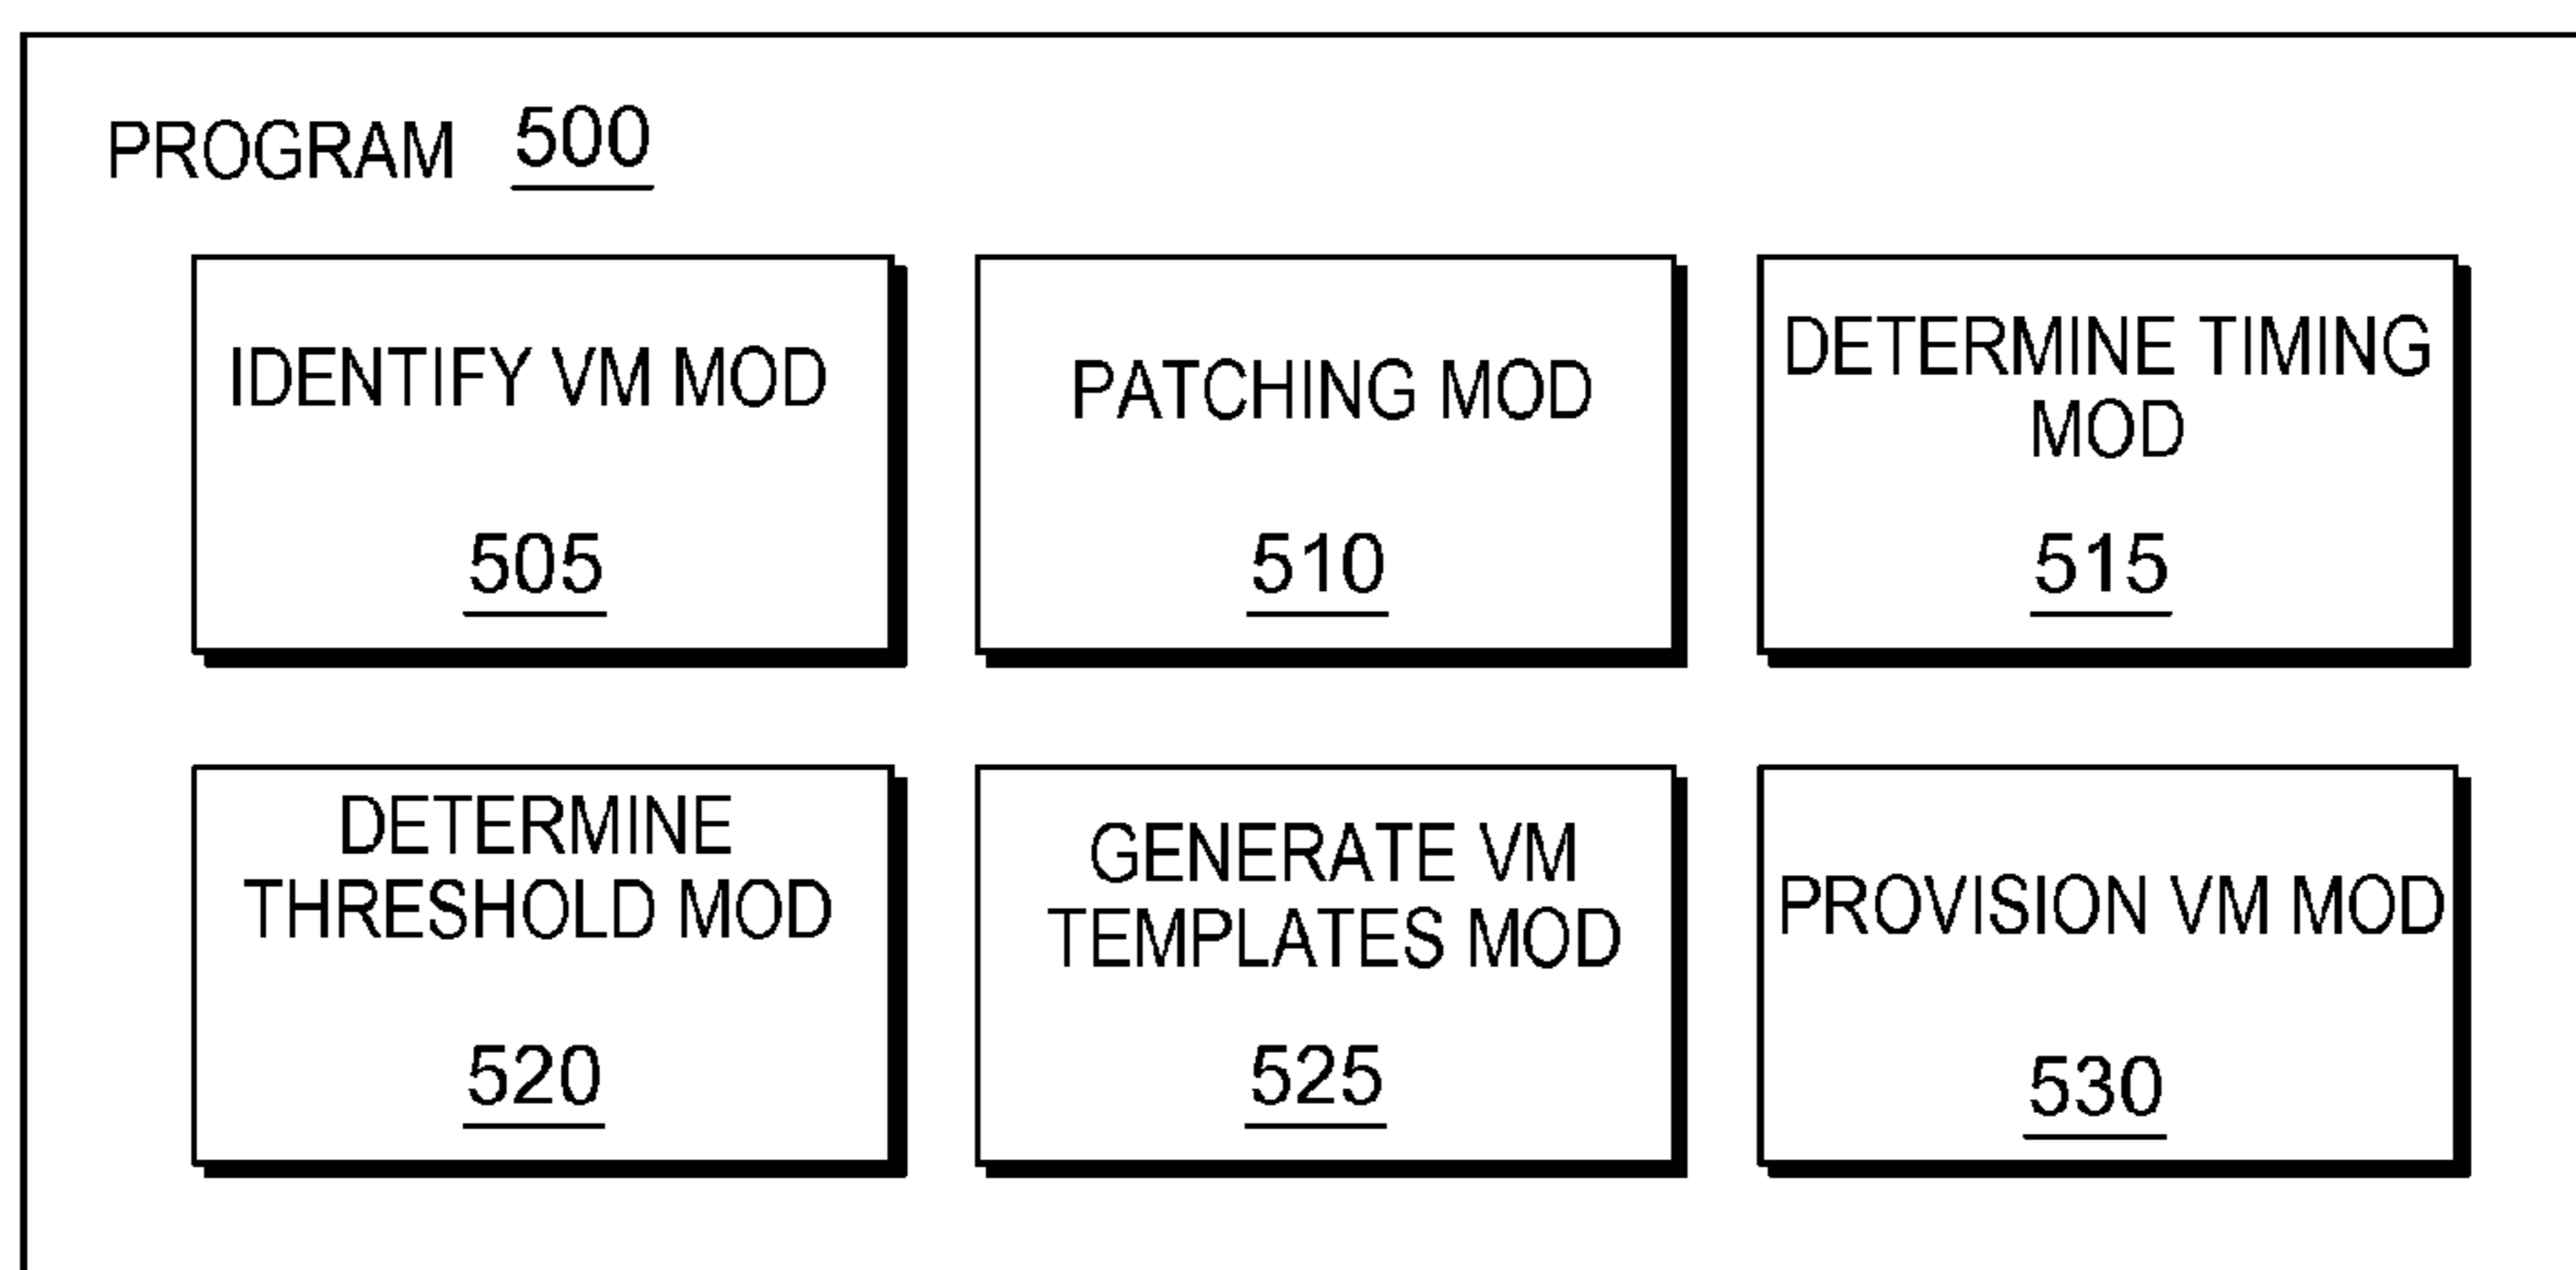 PROGRAM 500
IDENTIFY VM MOD
505
PATCHING MOD
510
DETERMINE TIMING
MOD
515
DETERMINE
THRESHOLD MOD
520
GENERATE VM
TEMPLATES MOD
525
PROVISION VM MOD
530